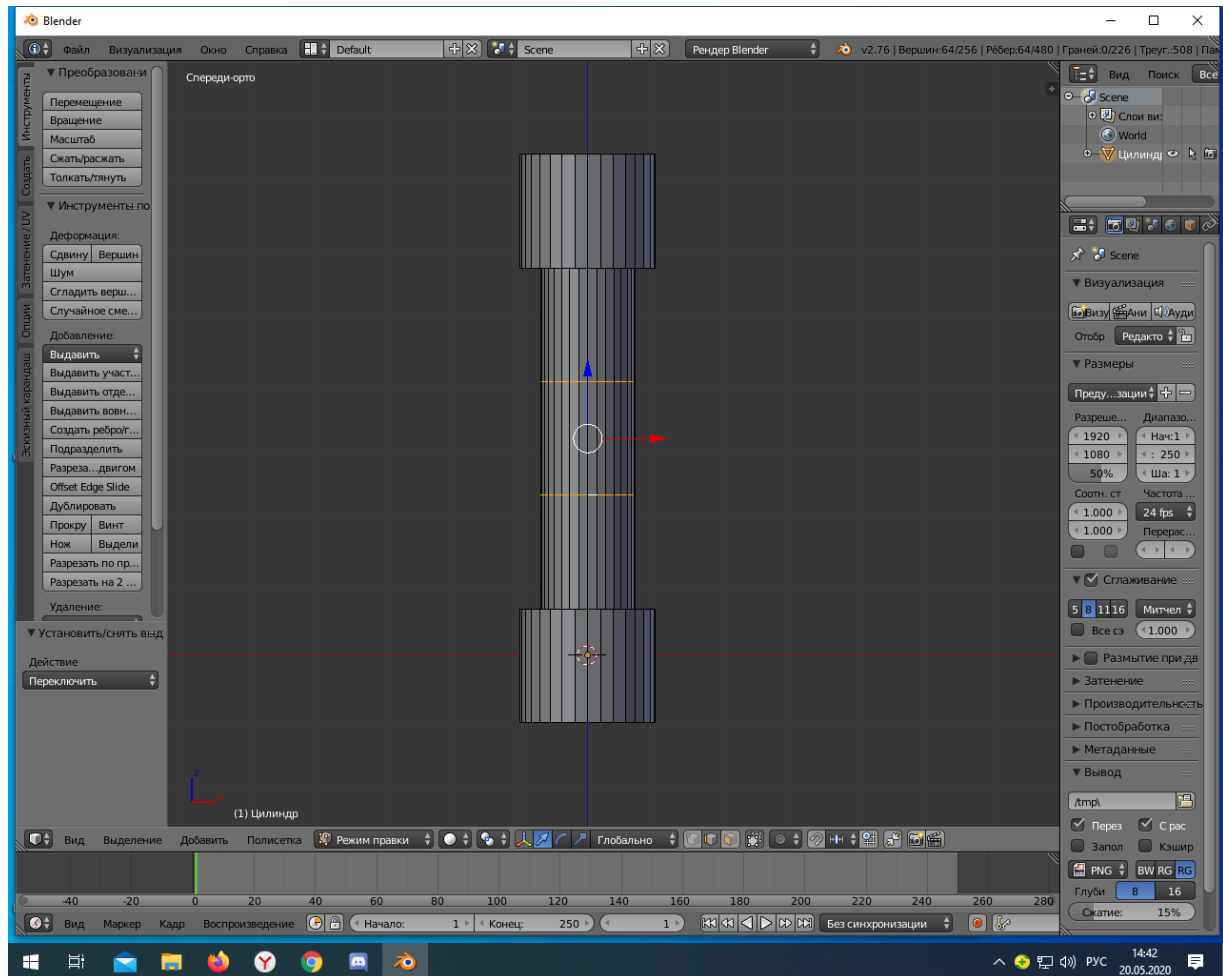 Blender
Файл Визуализация Окно Справка Default Scene Рендер Blender v2.76 | Вершин:64/256 | Рёбер:64/480 | Граней:0/226 | Треуг.:508 | Пам
Инструменты
Создать
Затенение / UV
Опции
Эскизный карандаш
Преобразовани
Перемещение
Вращение
Масштаб
Сжать/расжать
Толкать/тянуть
Инструменты по
Деформация:
Сдвину Вершин
Шум
Сгладить верш...
Случайное сме...
Добавление:
Выдавить
Выдавить участ...
Выдавить отде...
Выдавить вовн...
Создать ребро/г...
Подразделить
Разреза...двигом
Offset Edge Slide
Дублировать
Прокру Винт
Нож Выдели
Разрезать по пр...
Разрезать на 2 ...
Удаление:
Установить/снять выд
Действие
Переключить
Спереди-орто
z
(1) Цилиндр
Вид Выделение Добавить Полисетка Режим правки Глобально
-40 -20 0 20 40 60 80 100 120 140 160 180 200 220 240 260 280
Вид Маркер Кадр Воспроизведение Начало: 1 Конец: 250 1 Без синхронизации
Вид Поиск Все
Scene
Слои ви:
World
Цилиндр
Scene
Визуализация
Визу Ани Ауди
Отобр Редакто
Размеры
Преду...зации
Разреше... Диапазо...
1920 Нач:1
1080 : 250
50% Ша: 1
Соотн. ст Частота ...
1.000 24 fps
1.000 Перерас...
Сглаживание
5 8 11 16 Митчел
Все сэ 1.000
Размытие при дв
Затенение
Производительность
Постобработка
Метаданные
Вывод
/tmp\
Перез С рас
Запол Кэшир
PNG BW RG RG
Глуби 8 16
Сжатие: 15%
РУС 14:42
20.05.2020